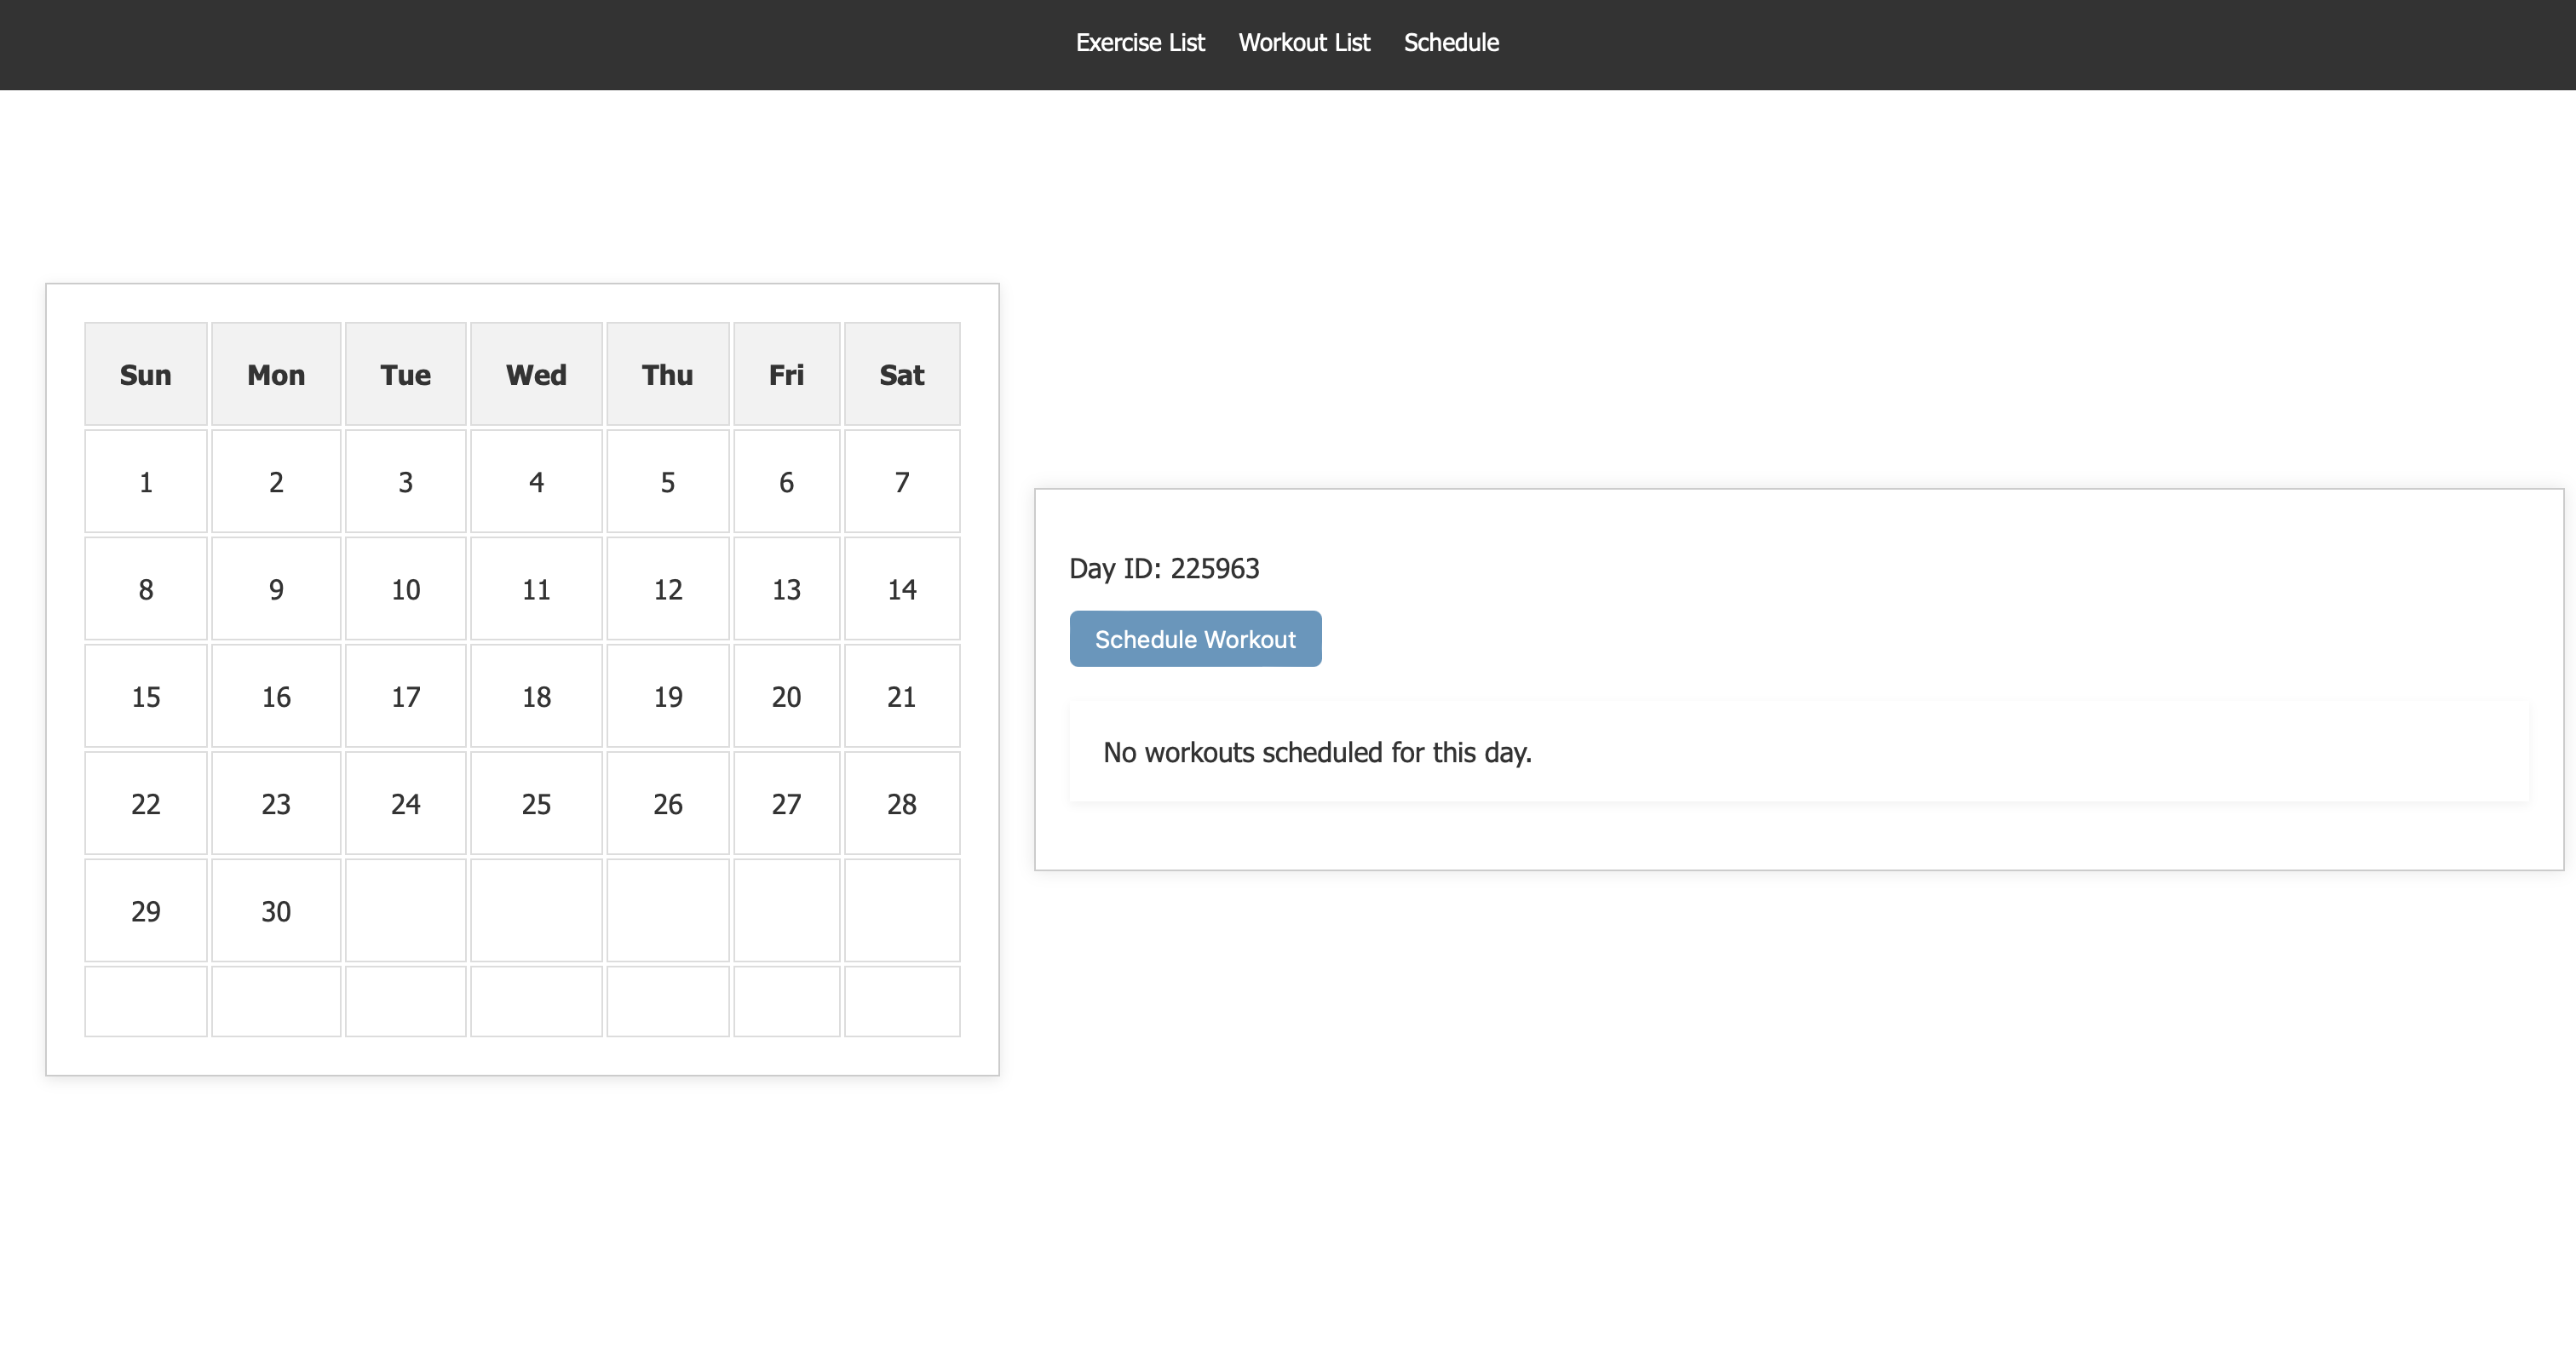 Exercise List Workout List Schedule
Sun Mon Tue Wed Thu Fri Sat
1 2 3 4 5 6 7
8 9 10 11 12 13 14
15 16 17 18 19 20 21
22 23 24 25 26 27 28
29 30
Day ID: 225963
Schedule Workout
No workouts scheduled for this day.